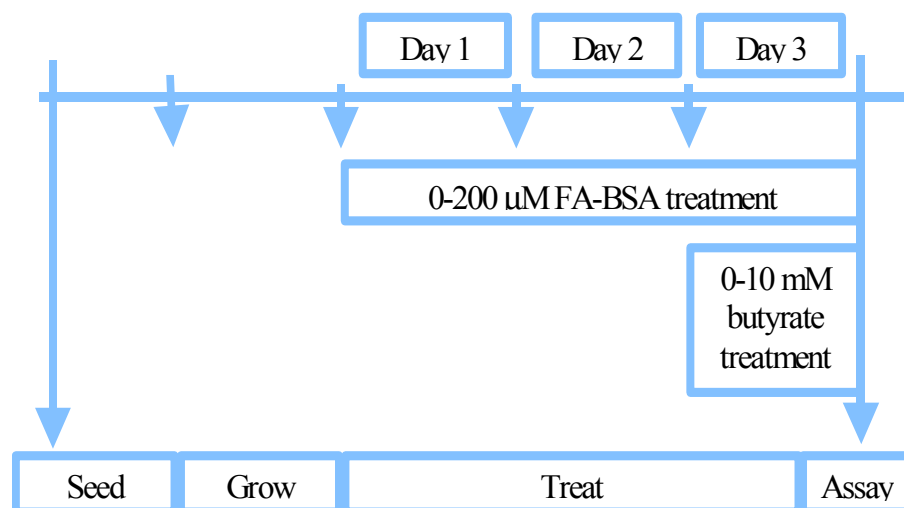 Day 1 Day 2 Day 3
0-200 µM FA-BSA treatment
0-10 mM
butyrate
treatment
Seed Grow Treat Assay